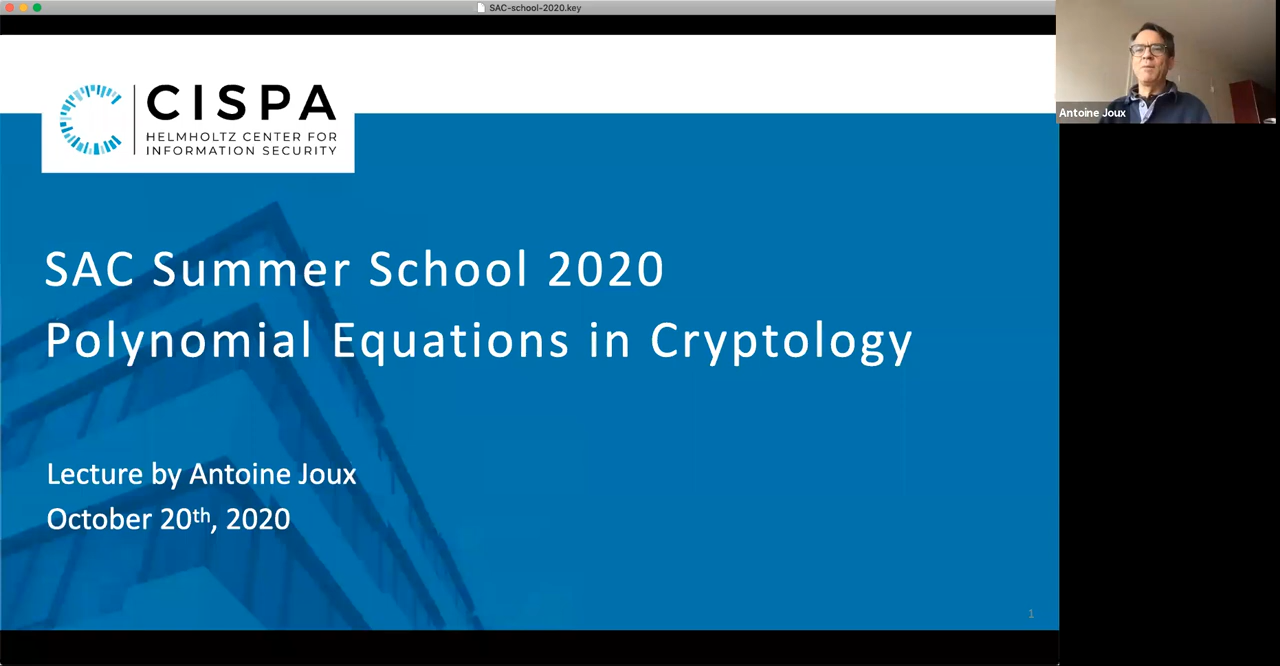 SAC-school-2020.key
CISPA
HELMHOLTZ CENTER FOR
INFORMATION SECURITY
Antoine Joux
SAC Summer School 2020
Polynomial Equations in Cryptology
Lecture by Antoine Joux
October 20th, 2020
1